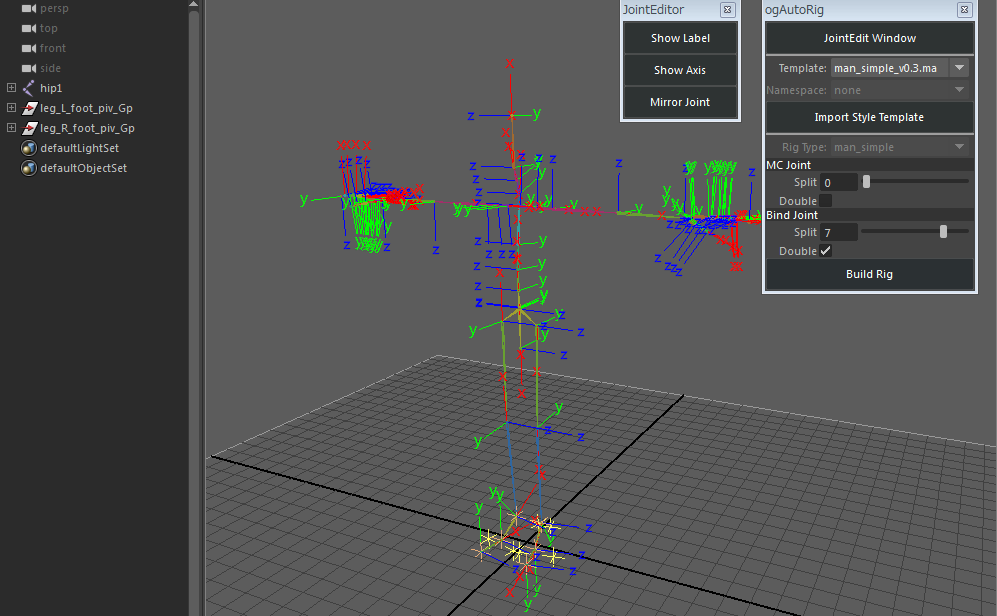 persp
top
front
side
hip1
leg_L_foot_piv_Gp
leg_R_foot_piv_Gp
defaultLightSet
defaultObjectSet
JointEditor
Show Label
Show Axis
Mirror Joint
ogAutoRig
JointEdit Window
Template: man_simple_v0.3.ma
Namespace: none
Import Style Template
Rig Type: man_simple
MC Joint
Split 0
Double
Bind Joint
Split 7
Double
Build Rig